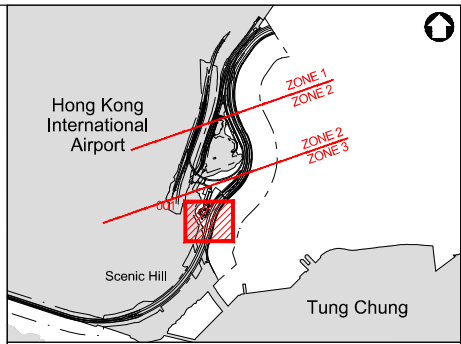 ZONE 1
ZONE 2
Hong Kong
International
Airport
ZONE 2
ZONE 3
Scenic Hill
Tung Chung